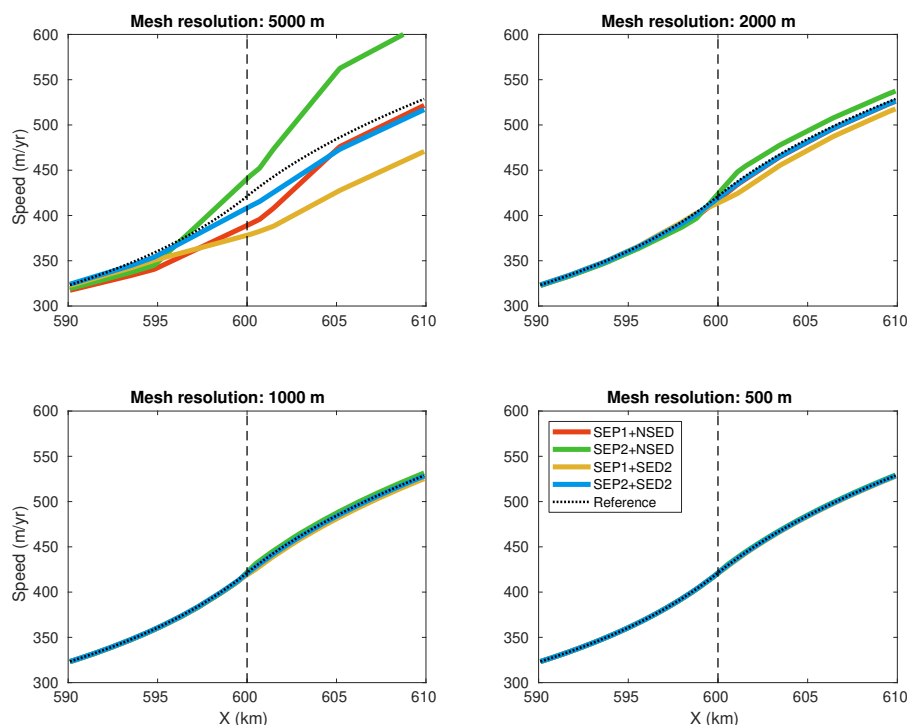 Mesh resolution: 5000 m
Speed (m/yr)
600
550
500
450
400
350
300
590 595 600 605 610
Mesh resolution: 2000 m
600
550
500
450
400
350
300
590 595 600 605 610
Mesh resolution: 1000 m
Speed (m/yr)
600
550
500
450
400
350
300
590 595 600 605 610
X (km)
Mesh resolution: 500 m
600
550
500
450
400
350
300
SEP1+NSED
SEP2+NSED
SEP1+SED2
SEP2+SED2
Reference
590 595 600 605 610
X (km)